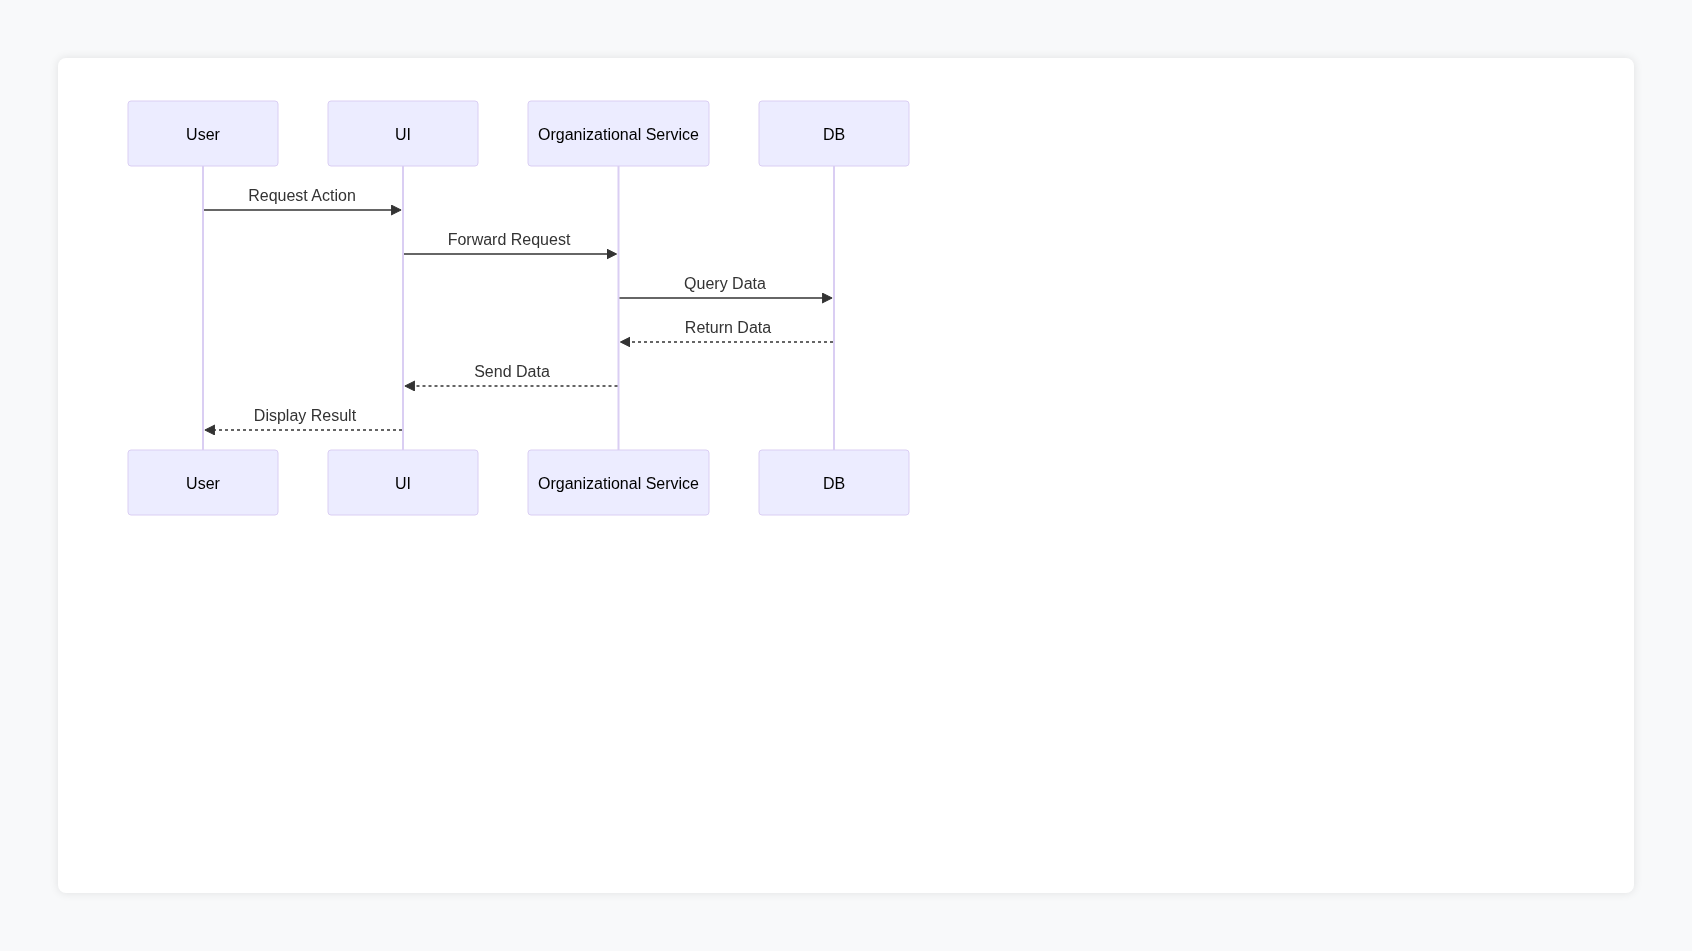 User
UI
Organizational Service
DB
Request Action
Forward Request
Query Data
Return Data
Send Data
Display Result
User
UI
Organizational Service
DB